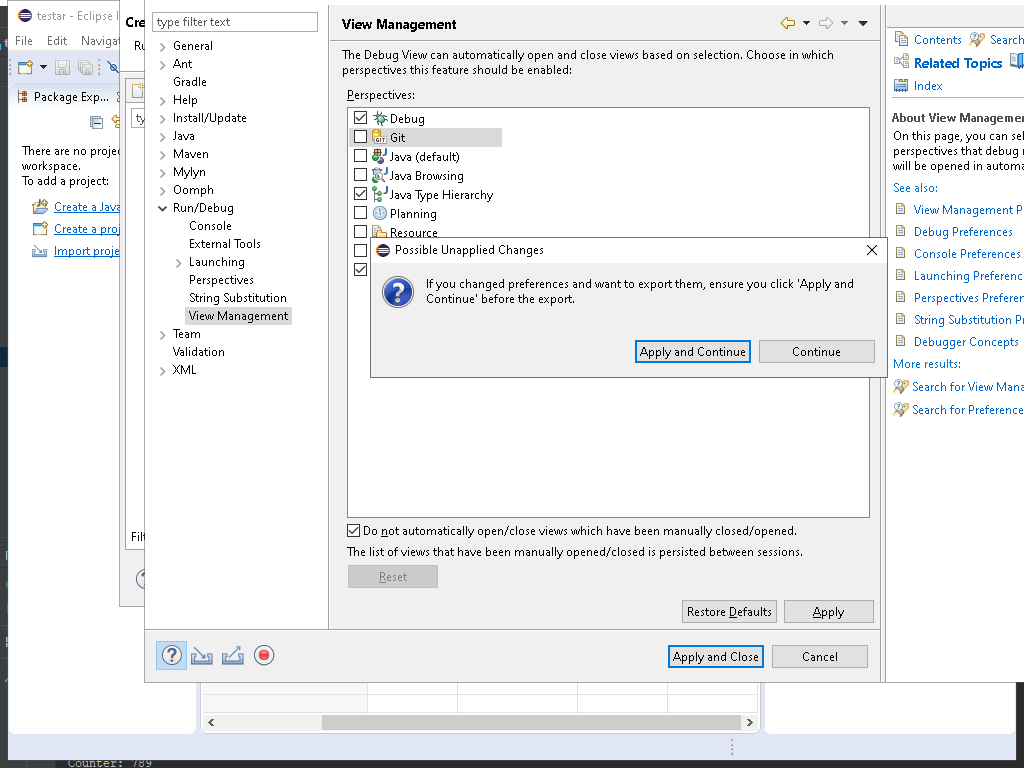 testar - Eclipse I
File Edit Navigat
Package Exp...
There are no proje
workspace.
To add a project:
Create a Java
Create a proj
Import proje
Cre
Ru
ty
Filt
type filter text
General
Ant
Gradle
Help
Install/Update
Java
Maven
Mylyn
Oomph
Run/Debug
Console
External Tools
Launching
Perspectives
String Substitution
View Management
Team
Validation
XML
View Management
The Debug View can automatically open and close views based on selection. Choose in which
perspectives this feature should be enabled:
Perspectives:
Debug
Git
Java (default)
Java Browsing
Java Type Hierarchy
Planning
Resource
Possible Unapplied Changes
If you changed preferences and want to export them, ensure you click 'Apply and
Continue' before the export.
Apply and Continue Continue
Do not automatically open/close views which have been manually closed/opened.
The list of views that have been manually opened/closed is persisted between sessions.
Reset
Restore Defaults Apply
Apply and Close Cancel
Contents Search
Related Topics
Index
About View Managemen
On this page, you can sel
perspectives that debug
will be opened in automa
See also:
View Management P
Debug Preferences
Console Preferences
Launching Preferenc
Perspectives Preferen
String Substitution Pr
Debugger Concepts
More results:
Search for View Mana
Search for Preference
Counter: 789